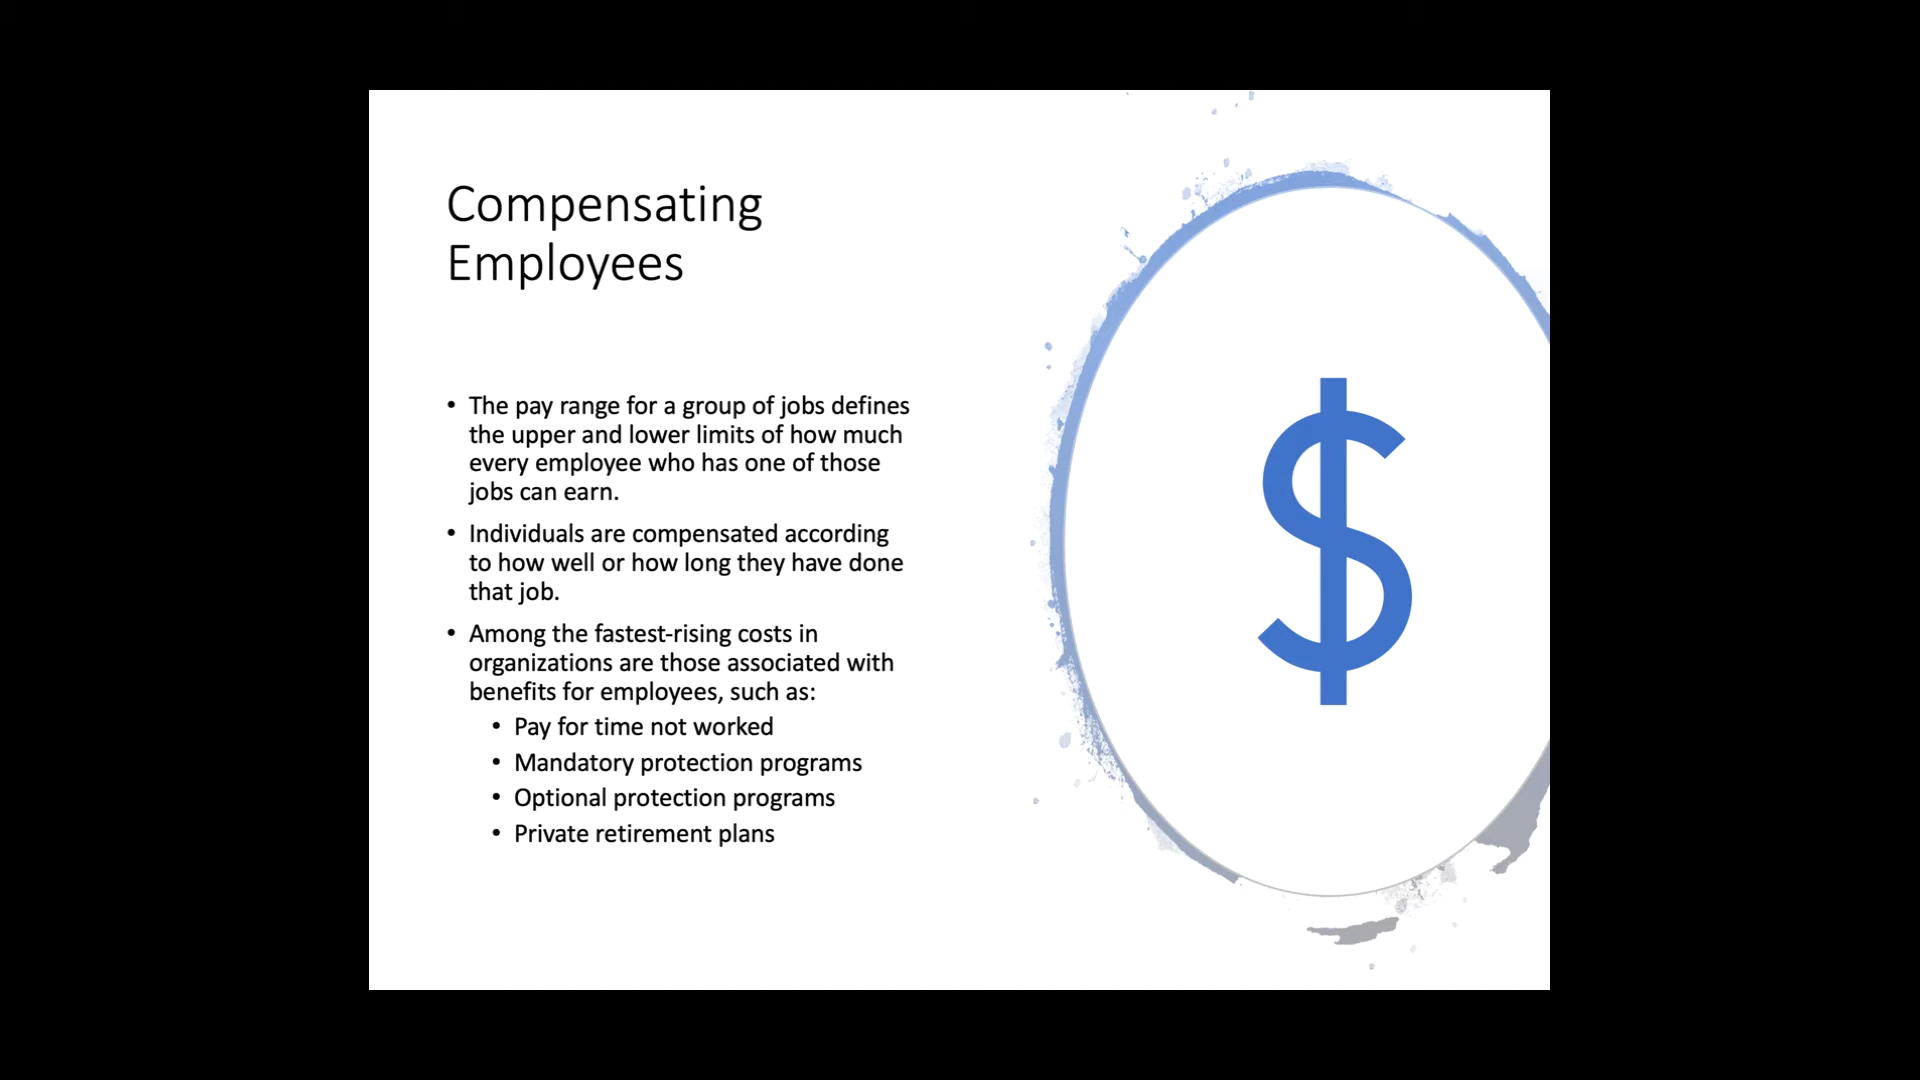 Compensating
Employees
• The pay range for a group of jobs defines
the upper and lower limits of how much
every employee who has one of those
jobs can earn.
• Individuals are compensated according
to how well or how long they have done
that job.
• Among the fastest-rising costs in
organizations are those associated with
benefits for employees, such as:
• Pay for time not worked
• Mandatory protection programs
• Optional protection programs
• Private retirement plans
$